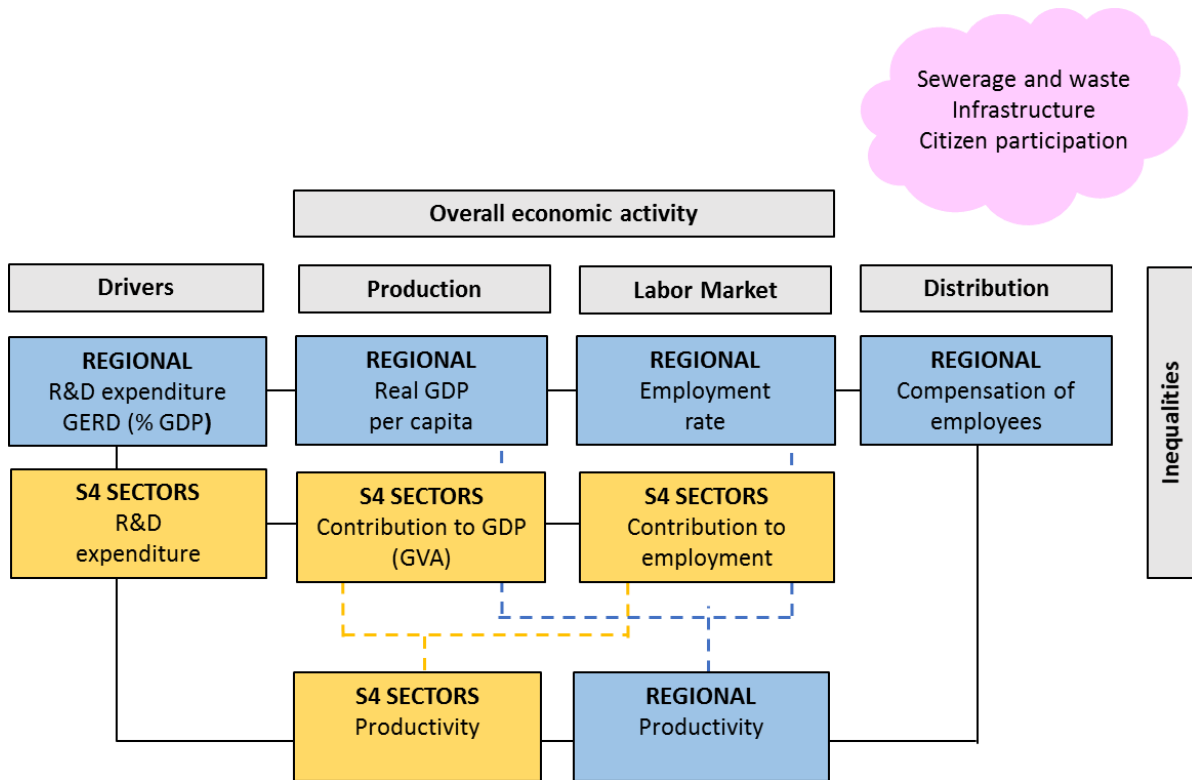 Sewerage and waste
Infrastructure
Citizen participation
Overall economic activity
Drivers
Production
Labor Market
Distribution
Inequalities
REGIONAL
R&D expenditure
GERD (% GDP)
REGIONAL
Real GDP
per capita
REGIONAL
Employment
rate
REGIONAL
Compensation of
employees
S4 SECTORS
R&D
expenditure
S4 SECTORS
Contribution to GDP
(GVA)
S4 SECTORS
Contribution to
employment
S4 SECTORS
Productivity
REGIONAL
Productivity